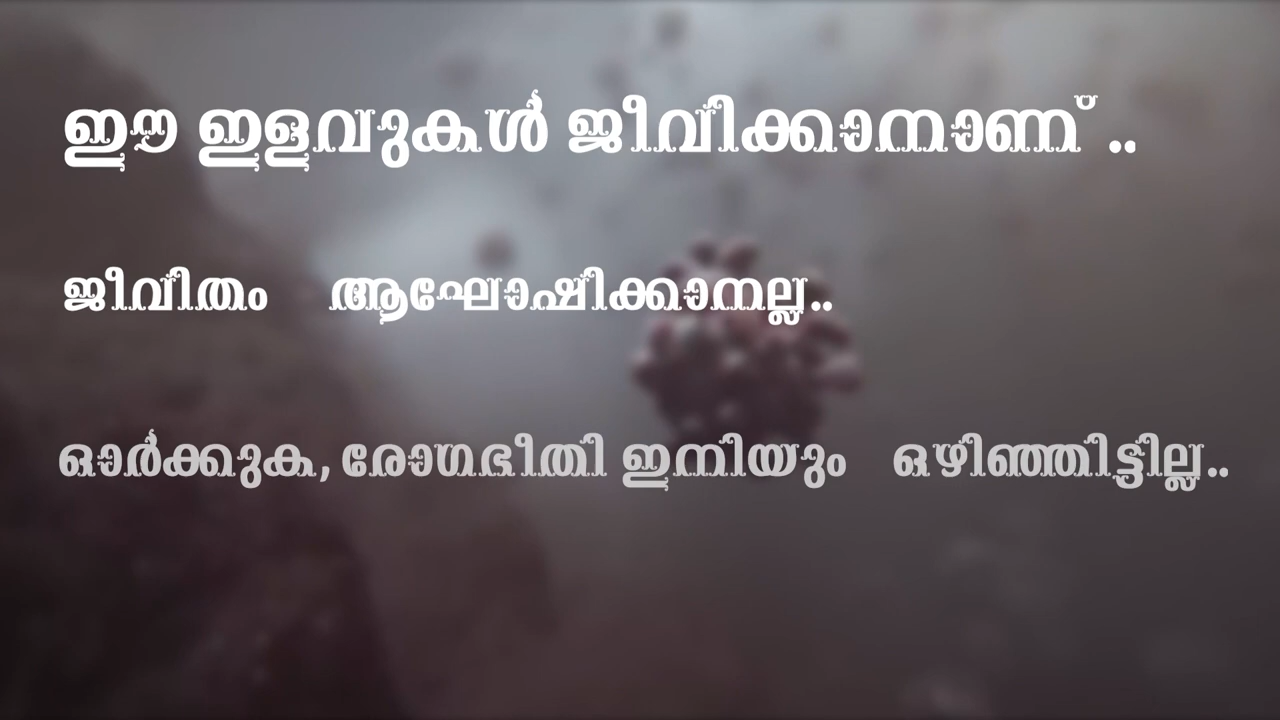 ഈ ഇളവുകൾ ജീവിക്കാനാണ് ..
ജീവിതം ആഘോഷിക്കാനല്ല..
ഓർക്കുക, രോഗഭീതി ഇനിയും ഒഴിഞ്ഞിട്ടില്ല..